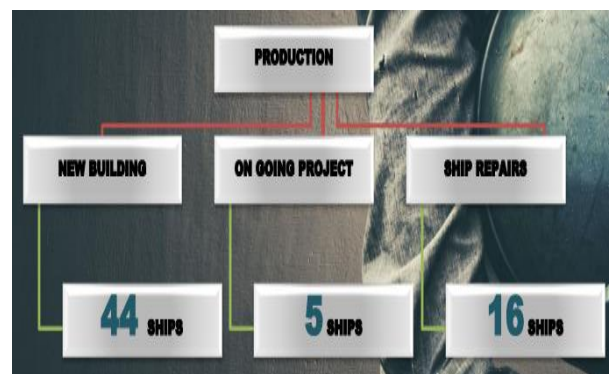 PRODUCTION
NEW BUILDING
ON GOING PROJECT
SHIP REPAIRS
44 SHIPS
5 SHIPS
16 SHIPS